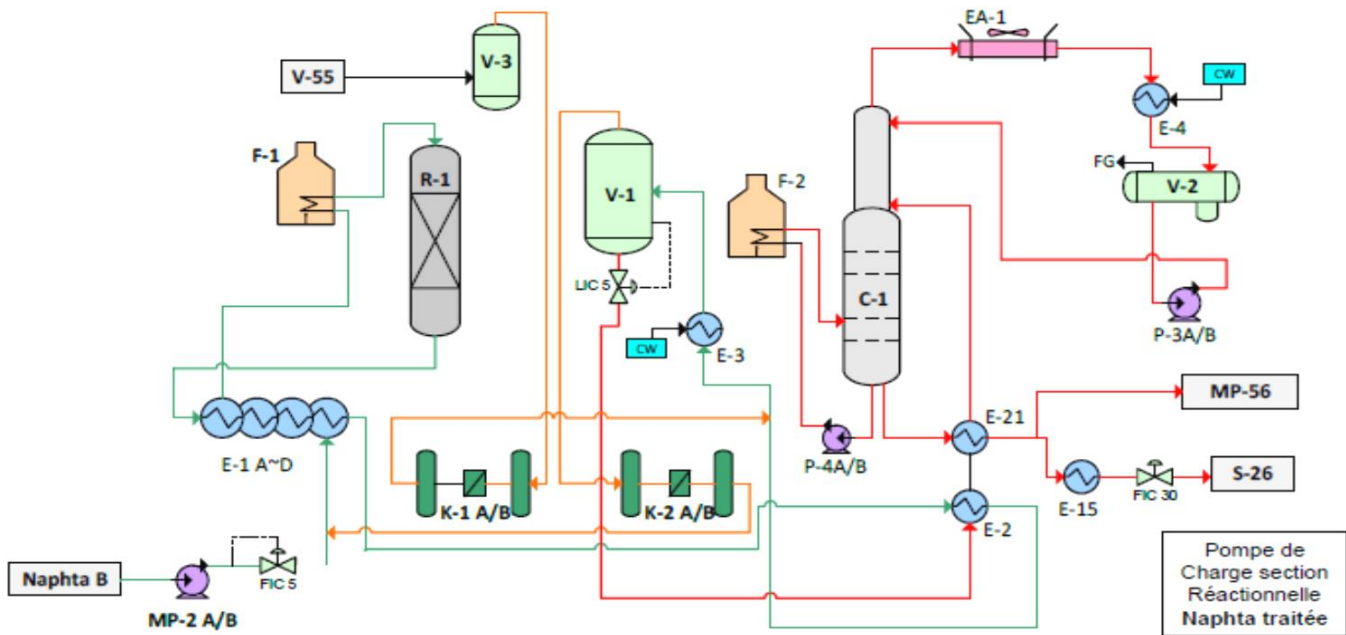 EA-1
V-3
V-55
CW
E-4
F-1
R-1
V-1
F-2
FG
V-2
LIC 5
C-1
CW
E-3
P-3A/B
MP-56
E-21
E-1 A~D
P-4A/B
S-26
K-1 A/B
K-2 A/B
E-15
FIC 30
E-2
Naphta B
FIC 5
MP-2 A/B
Pompe de
Charge section
Réactionnelle
Naphta traitée